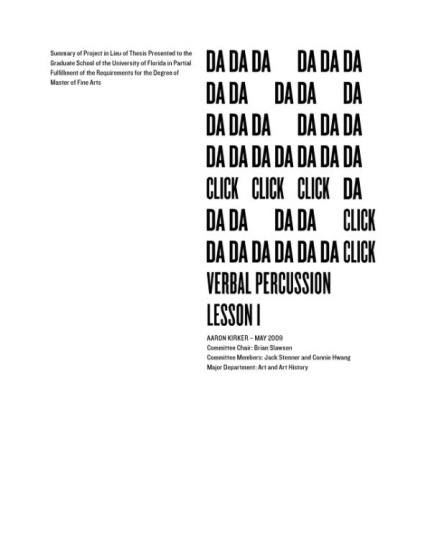 Summary of Project in Lieu of Thesis Presented to the
Graduate School of the University of Florida in Partial
Fulfillment of the Requirements for the Degree of
Master of Fine Arts
DA DA DA DA DA DA
DA DA DA DA DA
DA DA DA DA DA DA
DA DA DA DA DA DA DA
CLICK CLICK CLICK DA
DA DA DA DA CLICK
DA DA DA DA DA DA CLICK
VERBAL PERCUSSION
LESSON I
AARON KIRKER – MAY 2009
Committee Chair: Brian Slawson
Committee Members: Jack Stenner and Connie Hwang
Major Department: Art and Art History